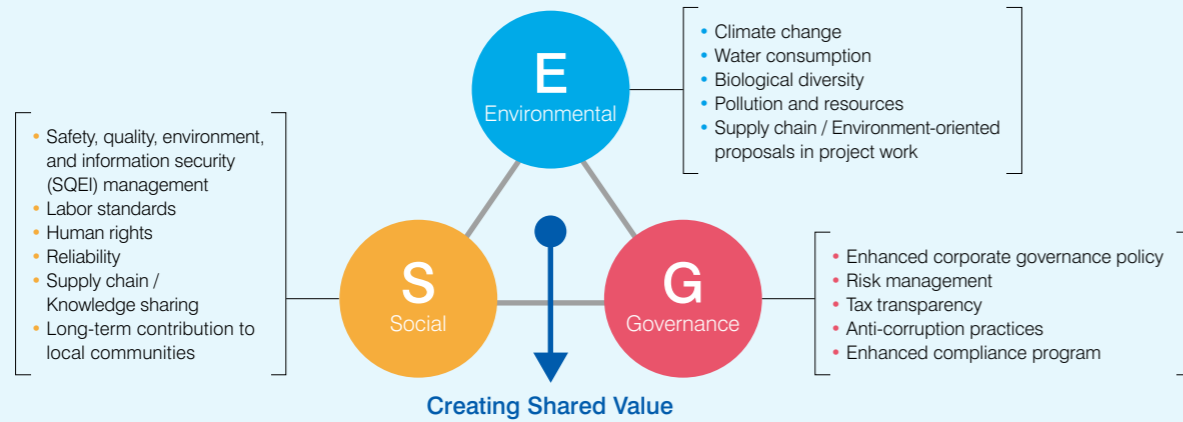 E
Environmental
• Climate change
• Water consumption
• Biological diversity
• Pollution and resources
• Supply chain / Environment-oriented
proposals in project work
• Safety, quality, environment,
and information security
(SQEI) management
• Labor standards
• Human rights
• Reliability
• Supply chain /
Knowledge sharing
• Long-term contribution to
local communities
S
Social
G
Governance
• Enhanced corporate governance policy
• Risk management
• Tax transparency
• Anti-corruption practices
• Enhanced compliance program
Creating Shared Value